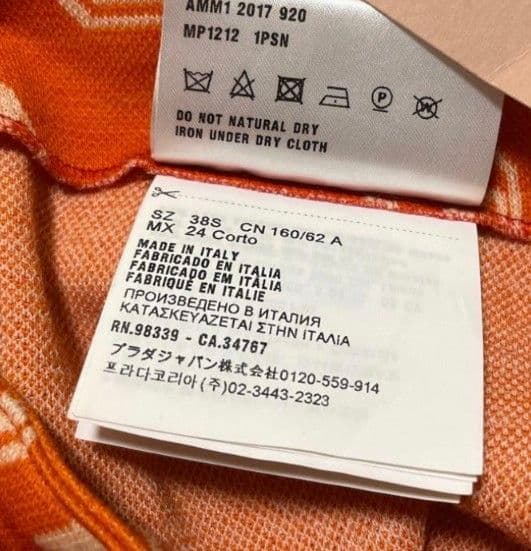 AMM1 2017 920
MP1212 1PSN
P
W
DO NOT NATURAL DRY
IRON UNDER DRY CLOTH
SZ 38S CN 160/62 A
MX 24 Corto
MADE IN ITALY
FABRICADO EN ITALIA
FABRICADO EM ITÁLIA
FABRIQUÉ EN ITALIE
ПРОИЗВЕДЕНО В ИТАЛИЯ
ΚΑΤΑΣΚΕΥΑΖΕΤΑΙ ΣΤΗΝ ΙΤΑΛιΑ
RN.98339 - CA.34767
プラダジャパン株式会社0120-559-914
프라다코리아(주)02-3443-2323